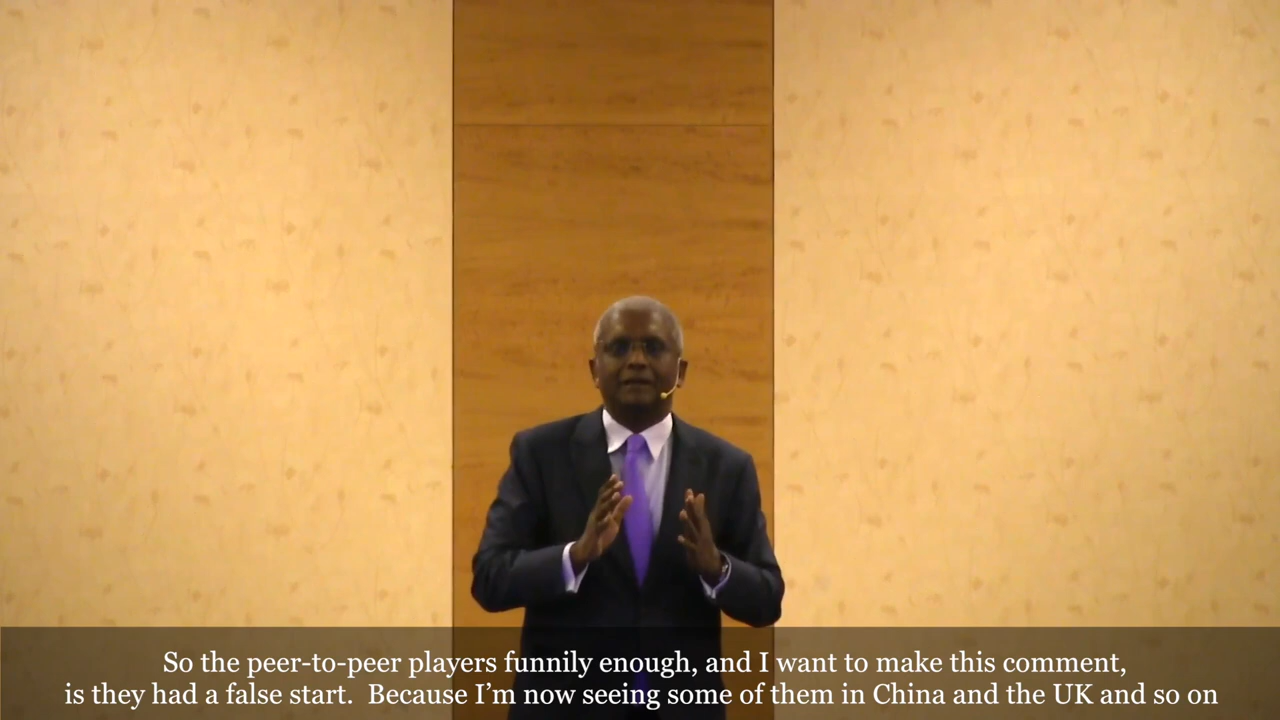 So the peer-to-peer players funnily enough, and I want to make this comment,
is they had a false start.  Because I’m now seeing some of them in China and the UK and so on